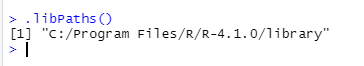 > .libPaths()
[1] "C:/Program Files/R/R-4.1.0/library"
>